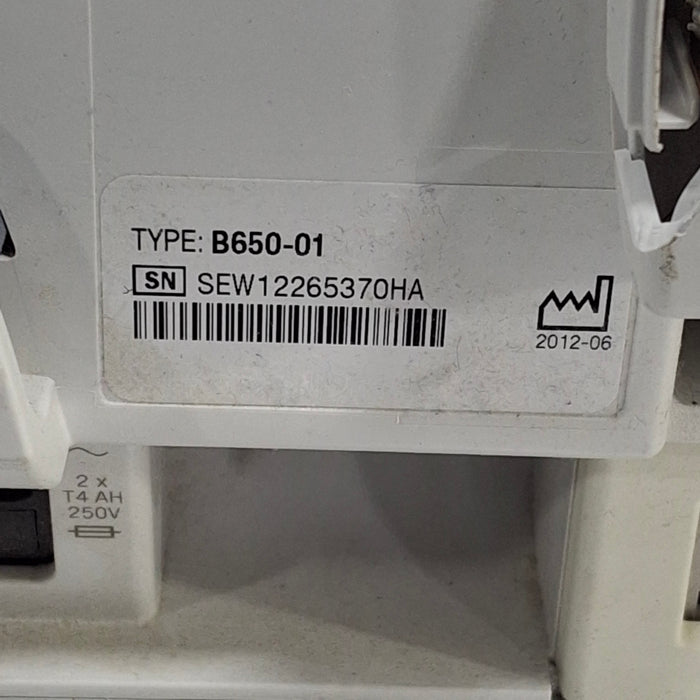 TYPE: B650-01
SN SEW12265370HA
2012-06
2 x
T4 AH
250V